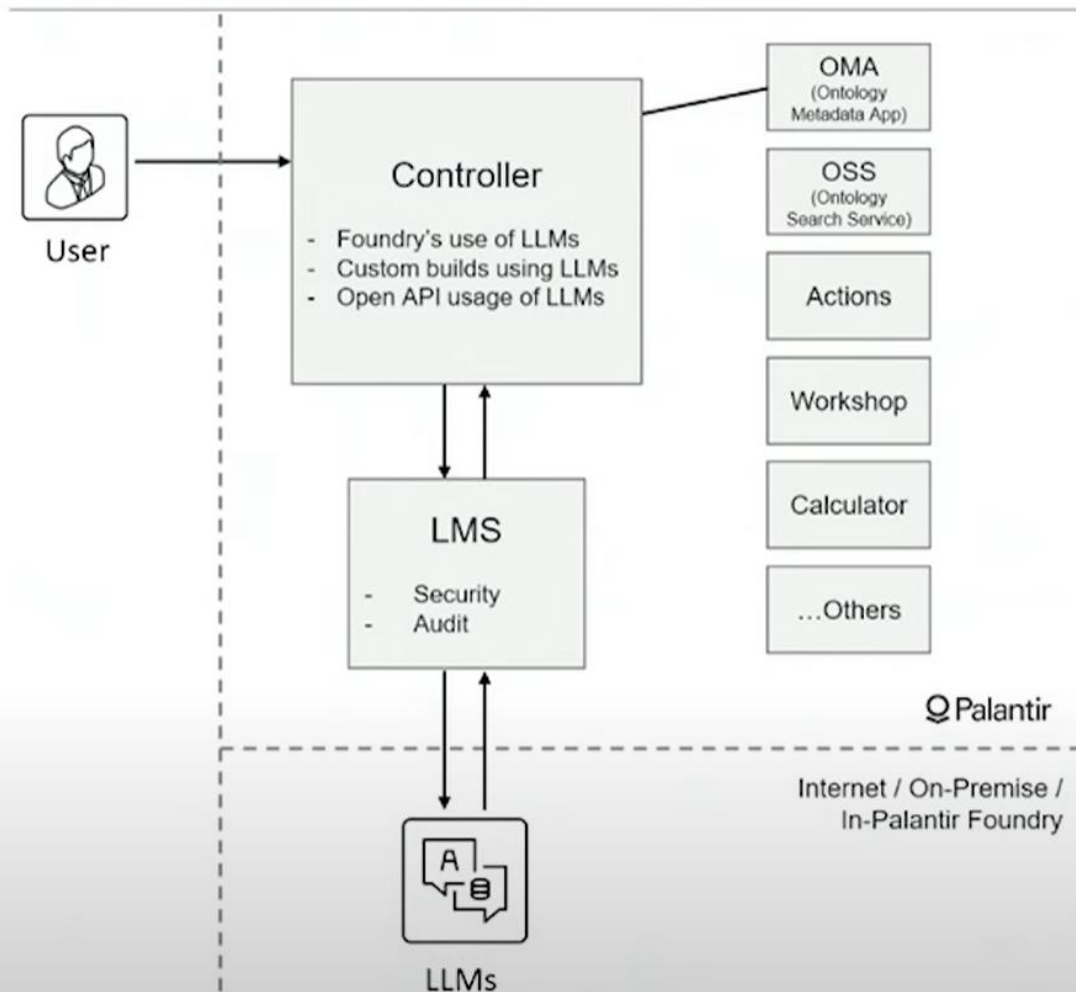 User
Controller
- Foundry's use of LLMs
- Custom builds using LLMs
- Open API usage of LLMs
OMA
(Ontology
Metadata App)
OSS
(Ontology
Search Service)
Actions
Workshop
Calculator
...Others
LMS
- Security
- Audit
Palantir
Internet / On-Premise /
In-Palantir Foundry
A
LLMs